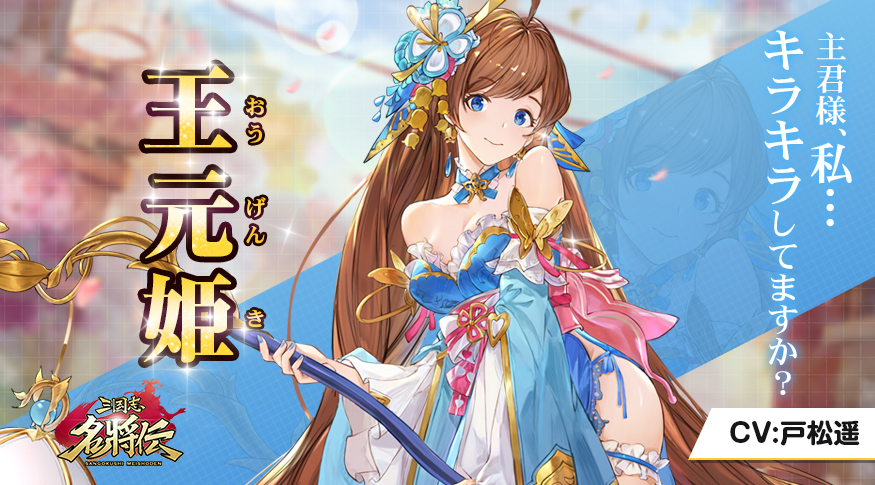 王元姫
おう
げん
き
主君様、私…
キラキラしてますか?
三国志
名将伝
SANGOKUSHI MEISHODEN
CV:戸松遥